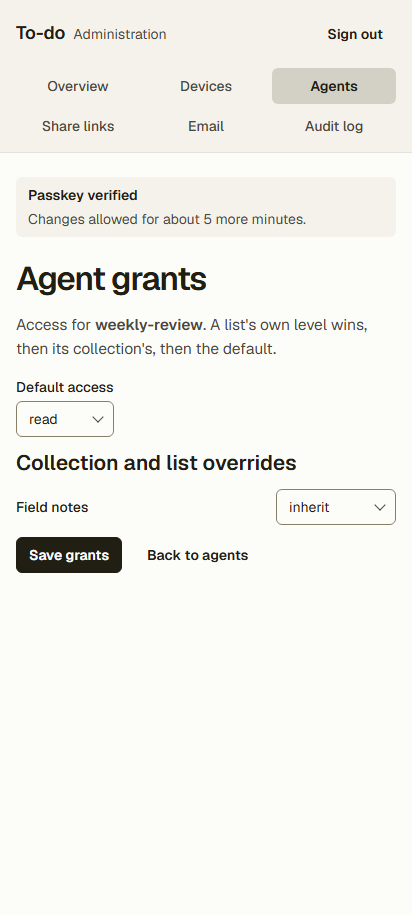 To-do Administration
Sign out
Overview
Devices
Agents
Share links
Email
Audit log
Passkey verified
Changes allowed for about 5 more minutes.
Agent grants
Access for weekly-review. A list's own level wins,
then its collection's, then the default.
Default access
read
Collection and list overrides
Field notes
inherit
Save grants
Back to agents